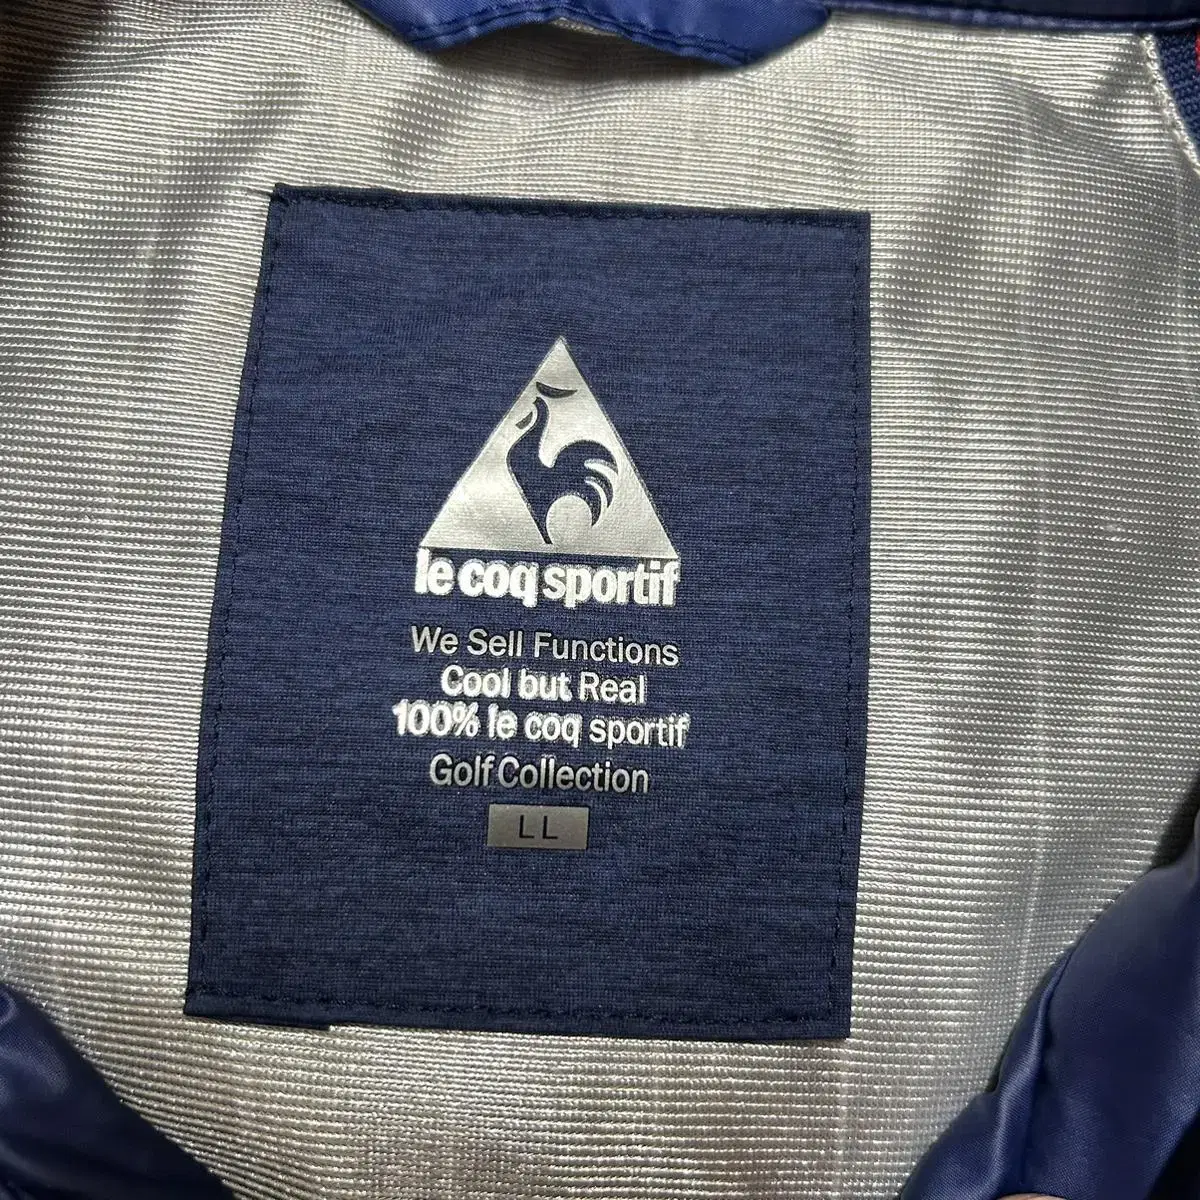 le coq sportif
We Sell Functions
Cool but Real
100% le coq sportif
Golf Collection
LL